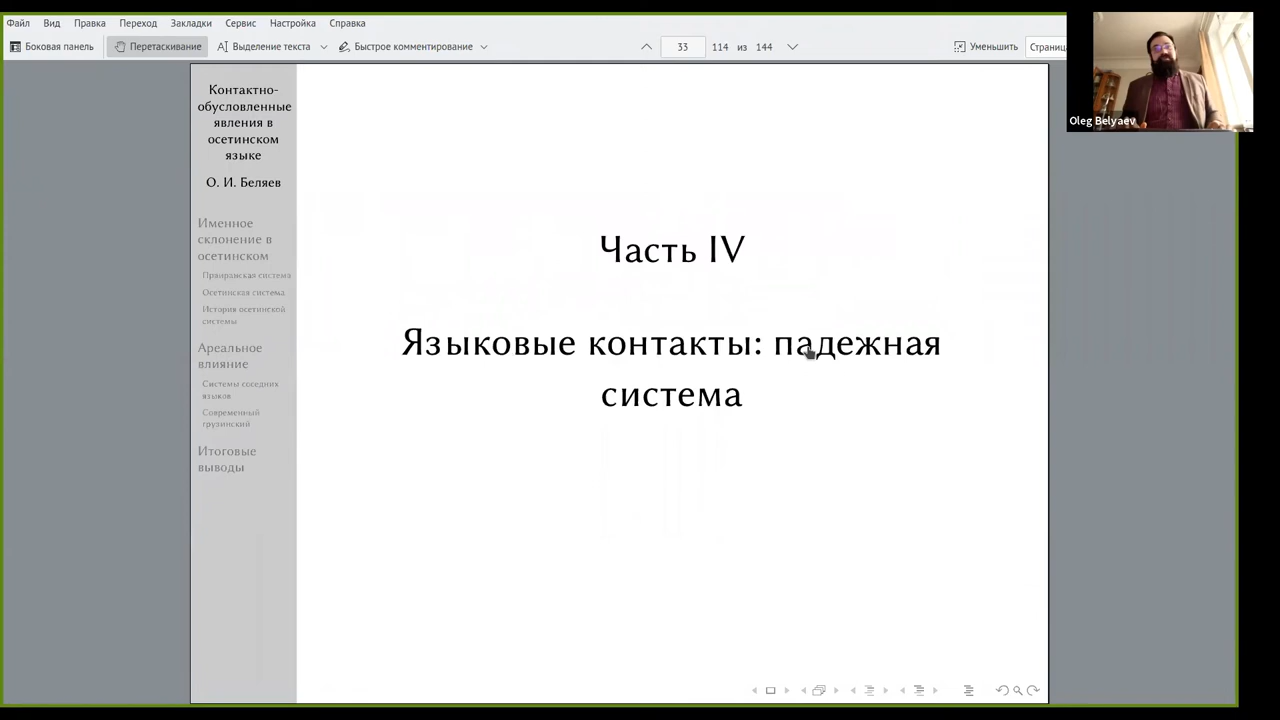 Файл Вид Правка Переход Закладки Сервис Настройка Справка
Боковая панель Перетаскивание Выделение текста Быстрое комментирование 33 114 из 144 Уменьшить Страница
Oleg Belyaev
Контактно-
обусловленные
явления в
осетинском
языке
О. И. Беляев
Именное
склонение в
осетинском
Праиранская система
Осетинская система
История осетинской
системы
Ареальное
влияние
Системы соседних
языков
Современный
грузинский
Итоговые
выводы
Часть IV
Языковые контакты: падежная
система